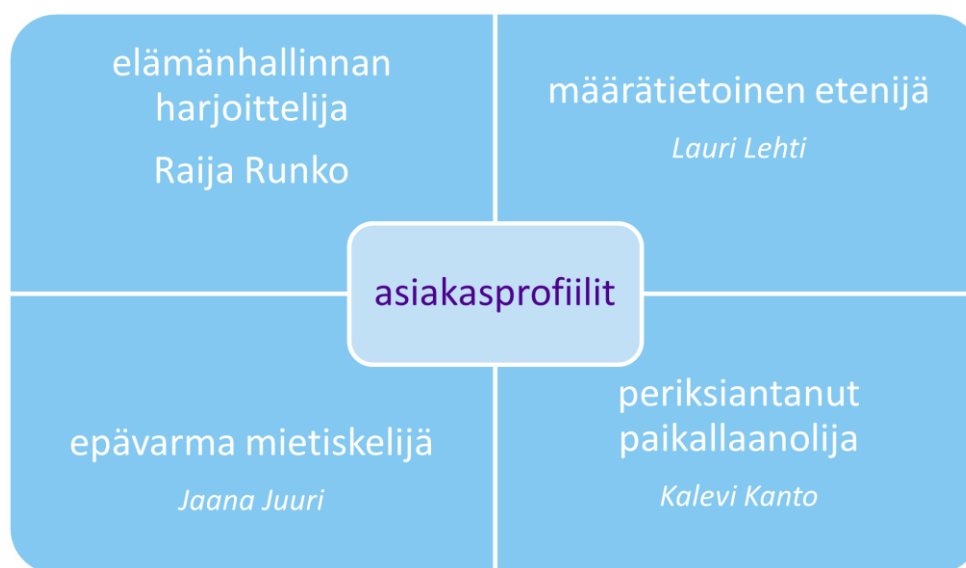 elämänhallinnan
harjoittelija
Raija Runko
määrätietoinen etenijä
Lauri Lehti
asiakasprofiilit
epävarma mietiskelijä
Jaana Juuri
periksiantanut
paikallaanolija
Kalevi Kanto